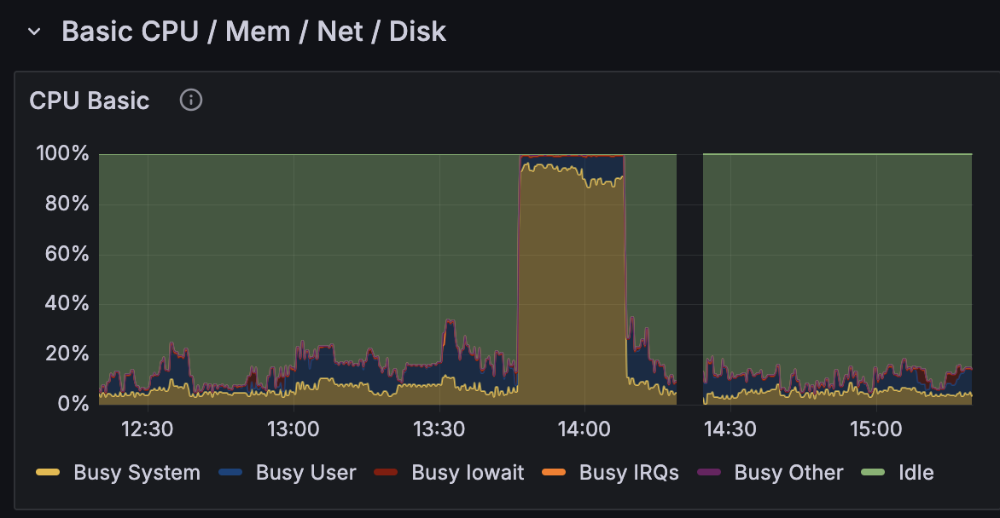 Basic CPU / Mem / Net / Disk
CPU Basic
100%
80%
60%
40%
20%
0%
12:30 13:00 13:30 14:00 14:30 15:00
Busy System Busy User Busy Iowait Busy IRQs Busy Other Idle